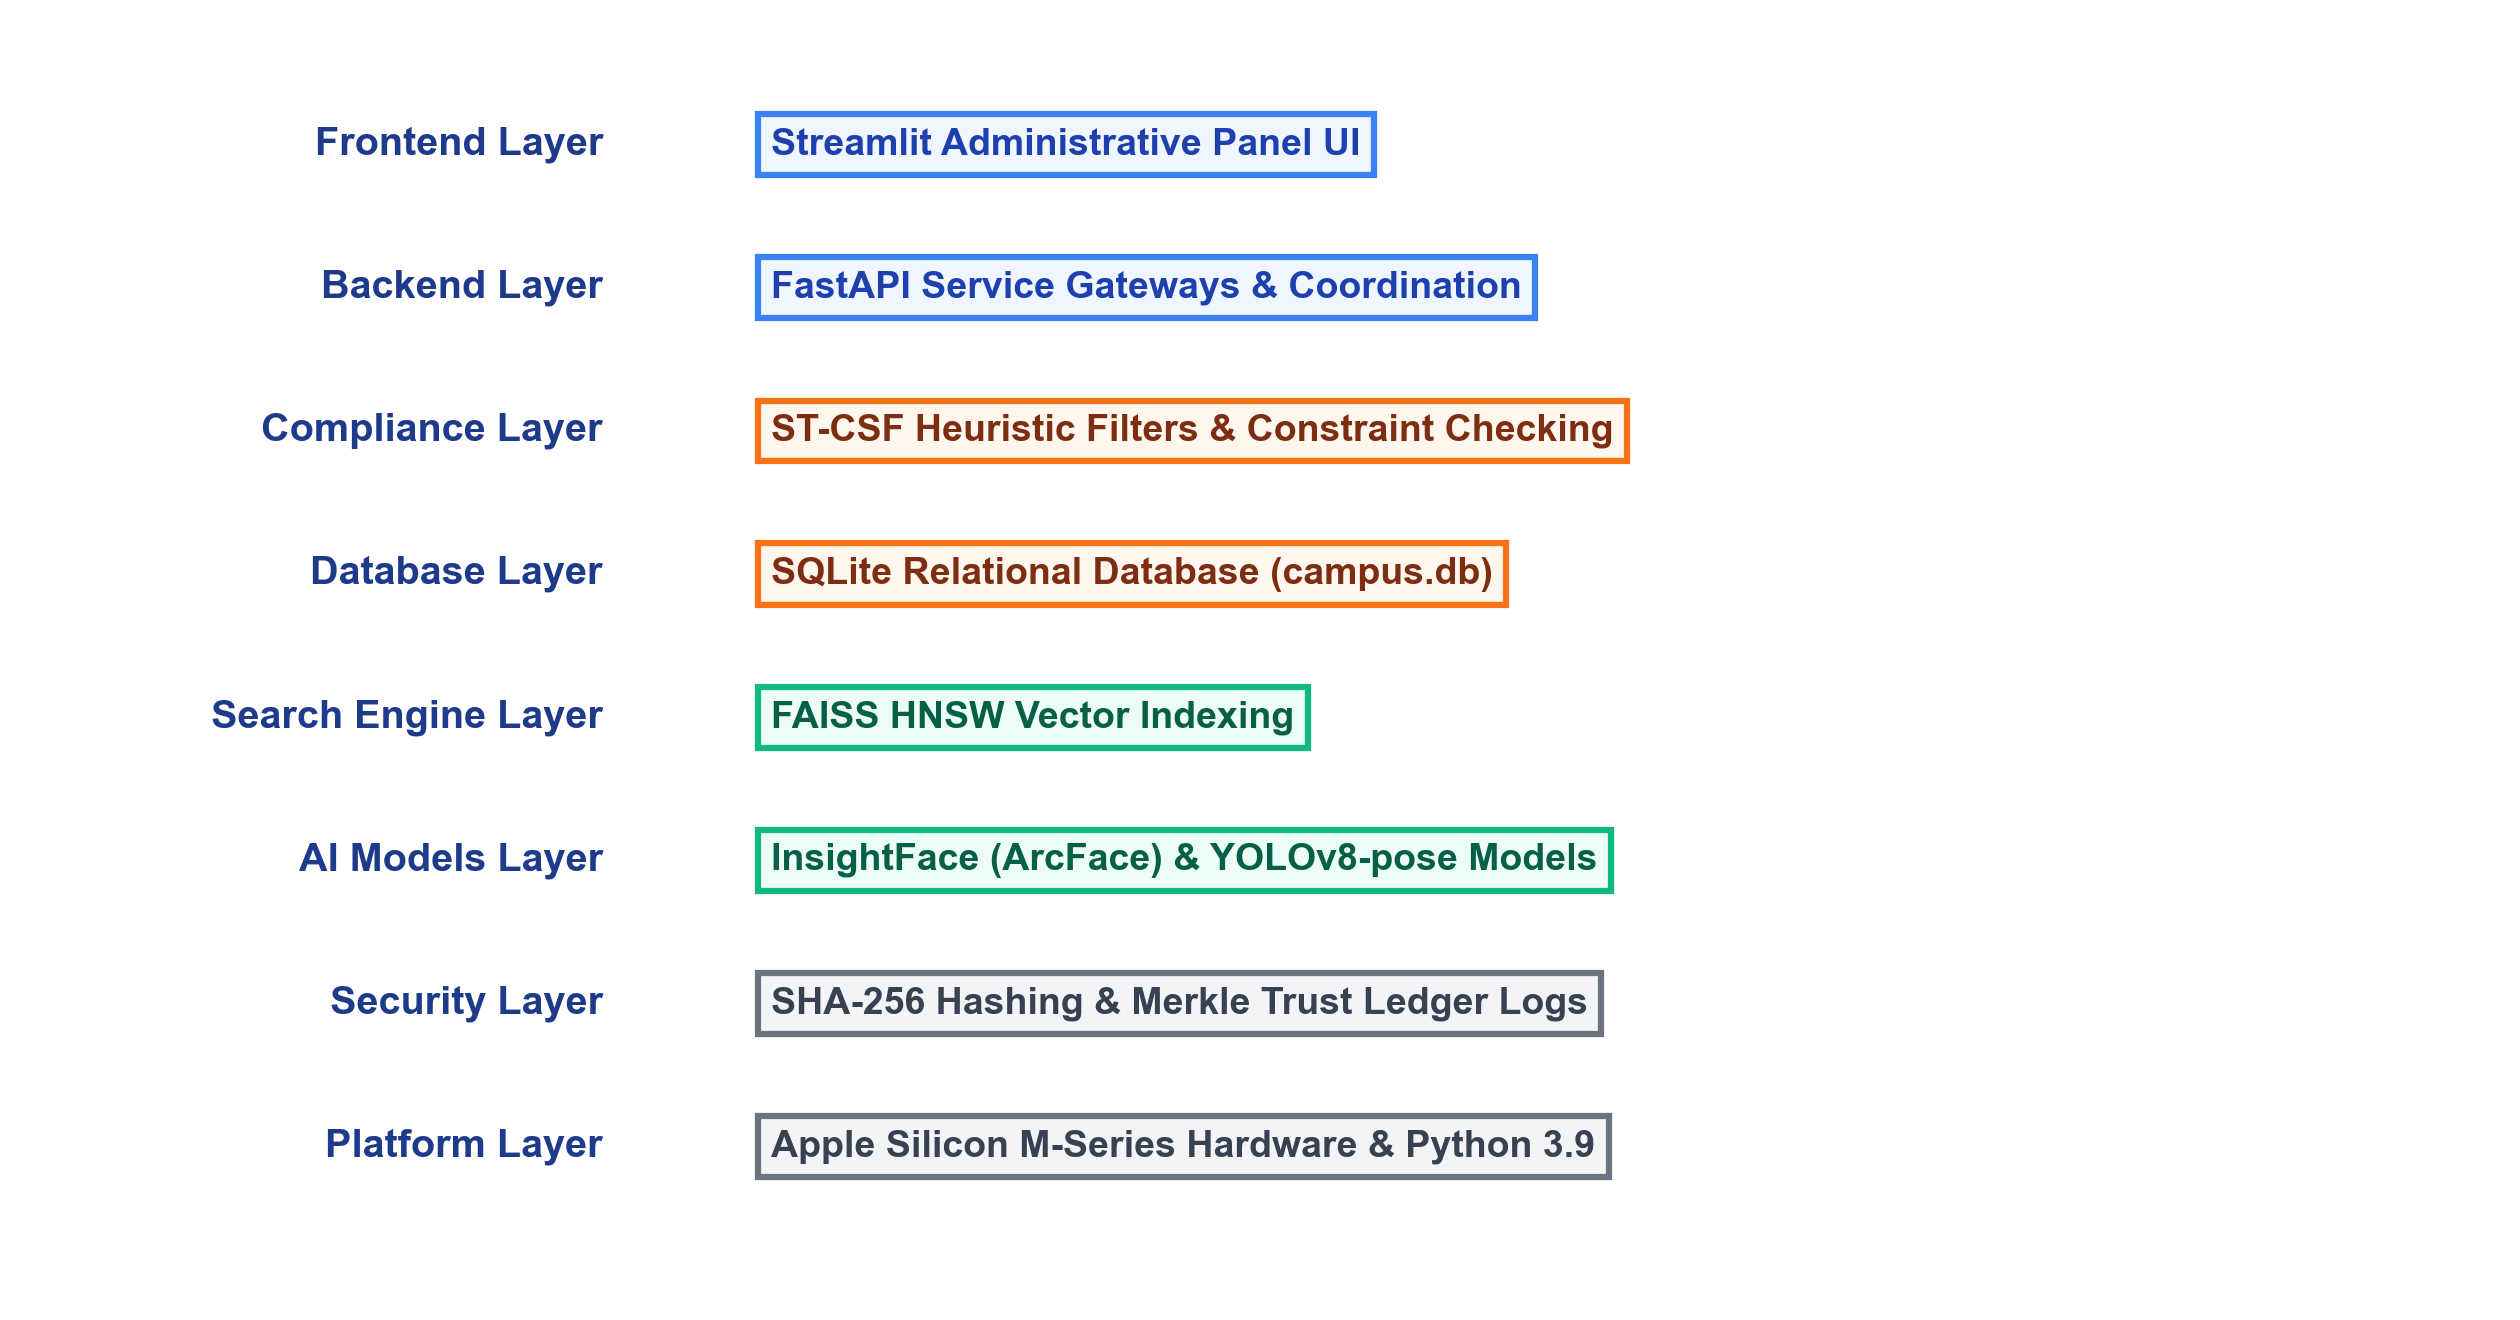 Frontend Layer Streamlit Administrative Panel UI
Backend Layer FastAPI Service Gateways & Coordination
Compliance Layer ST-CSF Heuristic Filters & Constraint Checking
Database Layer SQLite Relational Database (campus.db)
Search Engine Layer FAISS HNSW Vector Indexing
AI Models Layer InsightFace (ArcFace) & YOLOv8-pose Models
Security Layer SHA-256 Hashing & Merkle Trust Ledger Logs
Platform Layer Apple Silicon M-Series Hardware & Python 3.9